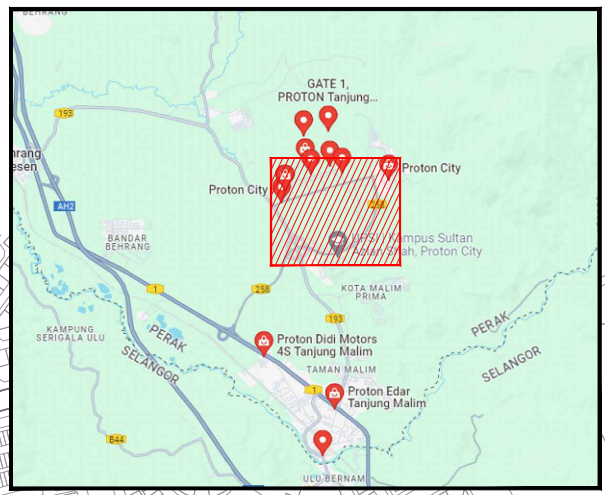 BEHRANG
GATE 1,
PROTON Tanjung...
193
hrang
esen
Proton City
Proton City
AH2
258
UPSI | Kampus Sultan
Azlan Shah, Proton City
BANDAR
BEHRANG
1
258
KOTA MALIM
PRIMA
193
PERAK
PERAK
KAMPUNG
SERIGALA ULU
Proton Didi Motors
4S Tanjung Malim
SELANGOR
SELANGOR
TAMAN MALIM
1
Proton Edar
Tanjung Malim
B44
ULU BERNAM